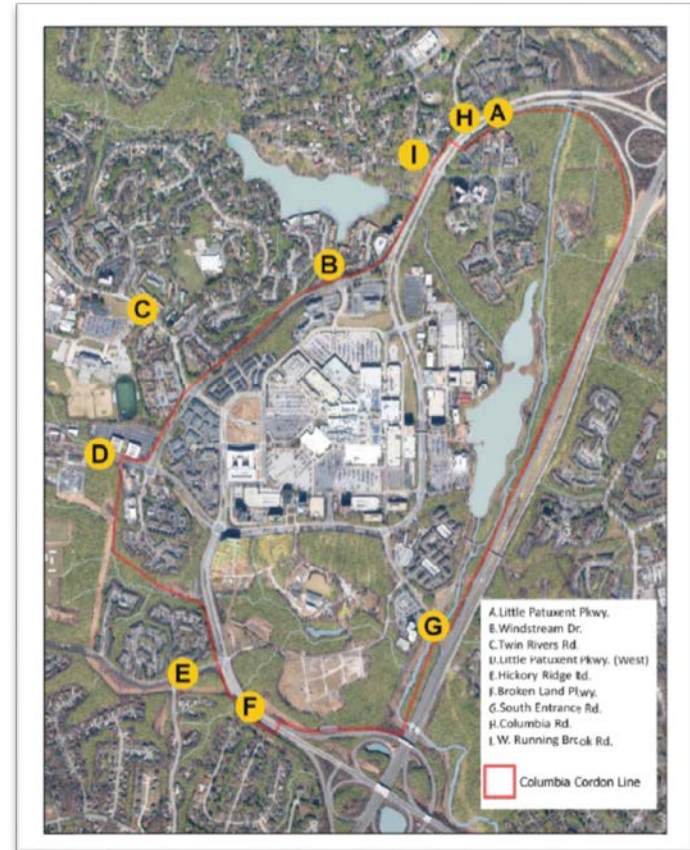 H
A
I
B
C
D
G
E
F
A.Little Patuxent Pkwy.
B.Windstream Dr.
C.Twin Rivers Rd.
D.Little Patuxent Pkwy. (West)
E.Hickory Ridge Rd.
F.Broken Land Pkwy.
G.South Entrance Rd.
H.Columbia Rd.
I. W. Running Brook Rd.
Columbia Cordon Line